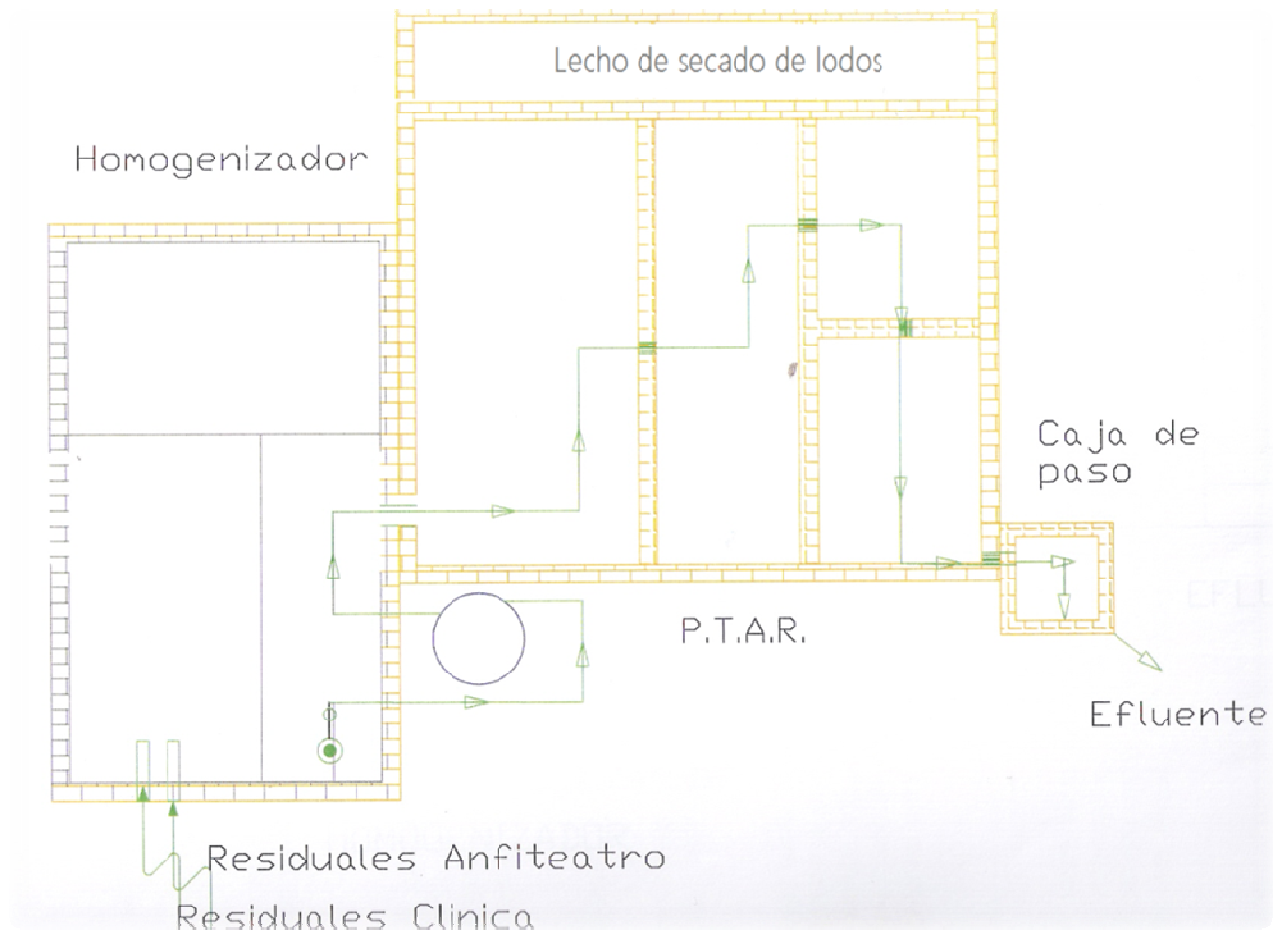 Lecho de secado de lodos
Homogenizador
Caja de
paso
P.T.A.R.
Efluente
Residuales Anfiteatro
Residuales Clinica